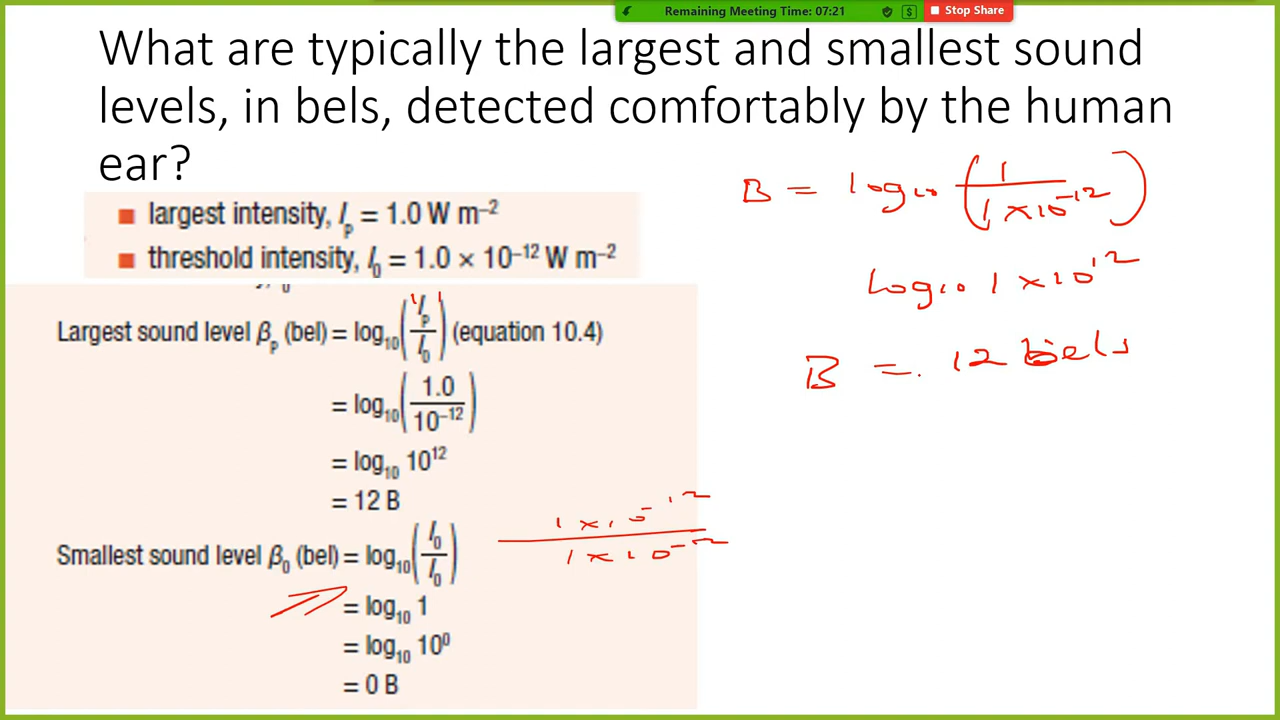 Remaining Meeting Time: 07:21 $ Stop Share
What are typically the largest and smallest sound
levels, in bels, detected comfortably by the human
ear?
largest intensity, Iₚ = 1.0 W m⁻²
threshold intensity, I₀ = 1.0 × 10⁻¹² W m⁻²
Largest sound level βₚ (bel) = log₁₀(Iₚ/I₀) (equation 10.4)
= log₁₀(1.0/10⁻¹²)
= log₁₀ 10¹²
= 12 B
Smallest sound level β₀ (bel) = log₁₀(I₀/I₀)
= log₁₀ 1
= log₁₀ 10⁰
= 0 B
1 × 10⁻¹²
1 × 10⁻¹²
B = log₁₀ (1/1 × 10⁻¹²)
log₁₀ 1 × 10¹²
B = 12 bels